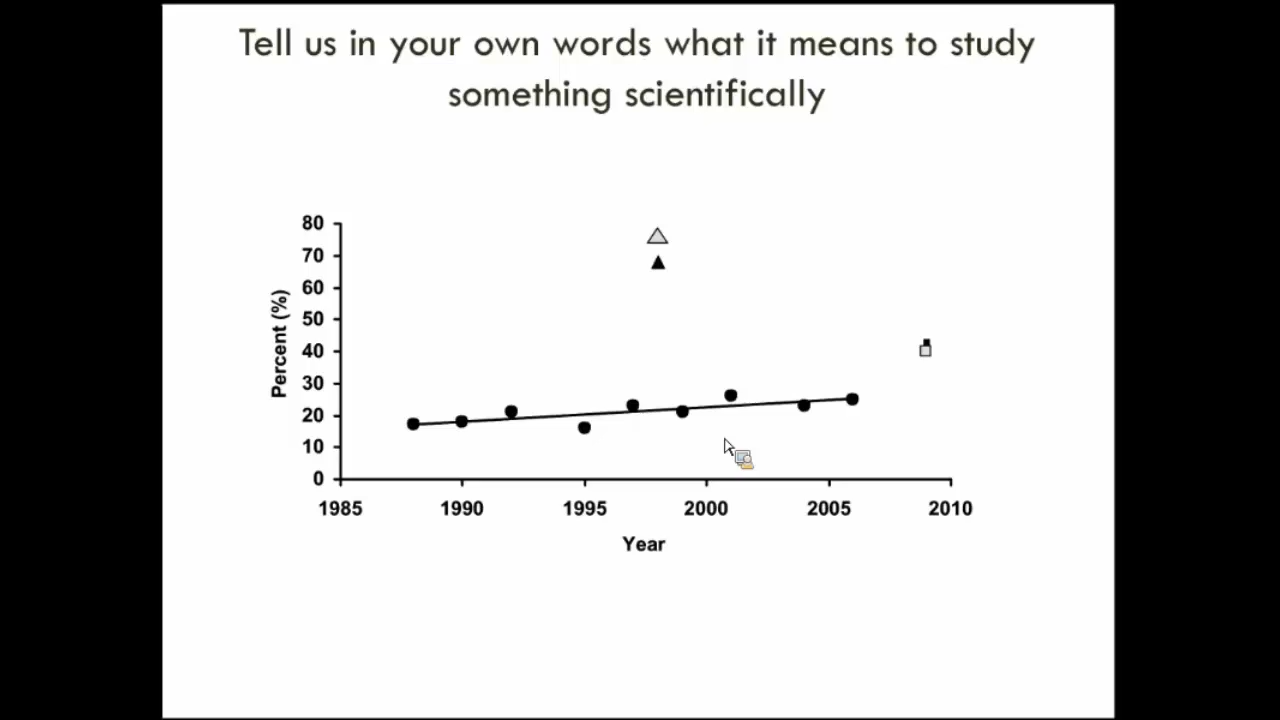 Tell us in your own words what it means to study
something scientifically
80
70
60
50
40
30
20
10
0
Percent (%)
1985 1990 1995 2000 2005 2010
Year